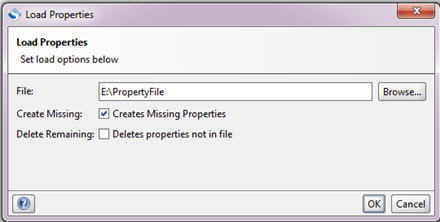 Load Properties
Load Properties
Set load options below
File: E:\PropertyFile Browse...
Create Missing: Creates Missing Properties
Delete Remaining: Deletes properties not in file
? OK Cancel